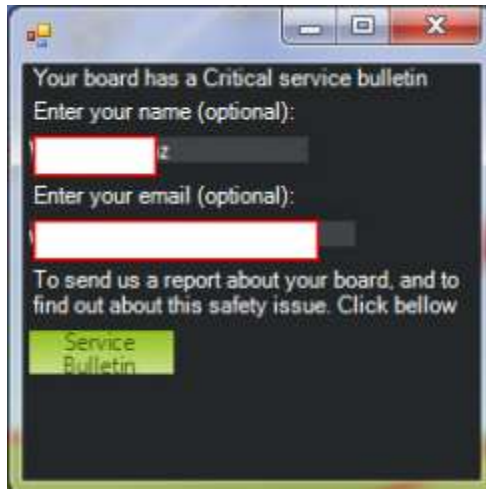 Your board has a Critical service bulletin
Enter your name (optional):
z
Enter your email (optional):
To send us a report about your board, and to
find out about this safety issue. Click bellow
Service
Bulletin